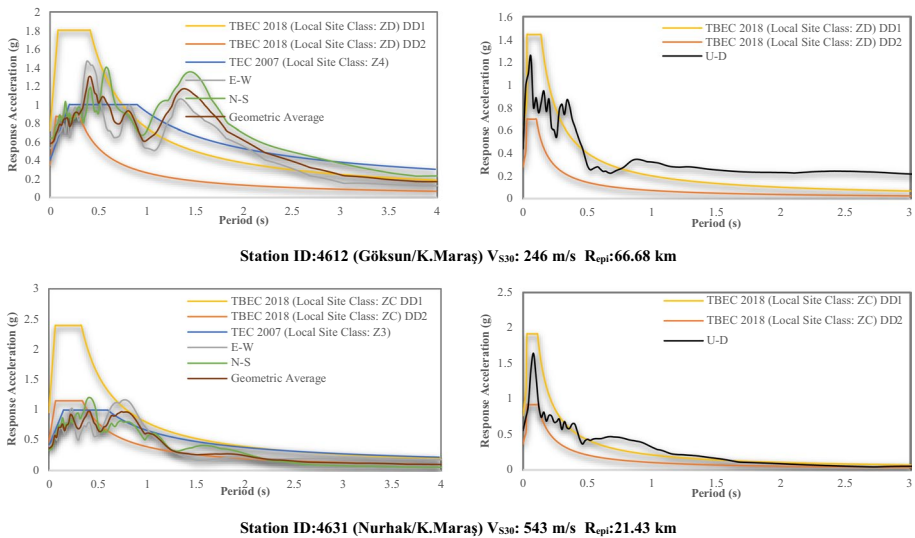 Response Acceleration (g)
2
1.8
1.6
1.4
1.2
1
0.8
0.6
0.4
0.2
0
TBEC 2018 (Local Site Class: ZD) DD1
TBEC 2018 (Local Site Class: ZD) DD2
TEC 2007 (Local Site Class: Z4)
E-W
N-S
Geometric Average
0 0.5 1 1.5 2 2.5 3 3.5 4
Period (s)
Response Acceleration (g)
1.6
1.4
1.2
1
0.8
0.6
0.4
0.2
0
TBEC 2018 (Local Site Class: ZD) DD1
TBEC 2018 (Local Site Class: ZD) DD2
U-D
0 0.5 1 1.5 2 2.5 3
Period (s)
Station ID:4612 (Göksun/K.Maraş) VS30: 246 m/s Repi:66.68 km
Response Acceleration (g)
3
2.5
2
1.5
1
0.5
0
TBEC 2018 (Local Site Class: ZC DD1
TBEC 2018 (Local Site Class: ZC) DD2
TEC 2007 (Local Site Class: Z3)
E-W
N-S
Geometric Average
0 0.5 1 1.5 2 2.5 3 3.5 4
Period (s)
Response Acceleration (g)
2.5
2
1.5
1
0.5
0
TBEC 2018 (Local Site Class: ZC) DD1
TBEC 2018 (Local Site Class: ZC) DD2
U-D
0 0.5 1 1.5 2 2.5 3
Period (s)
Station ID:4631 (Nurhak/K.Maraş) VS30: 543 m/s Repi:21.43 km